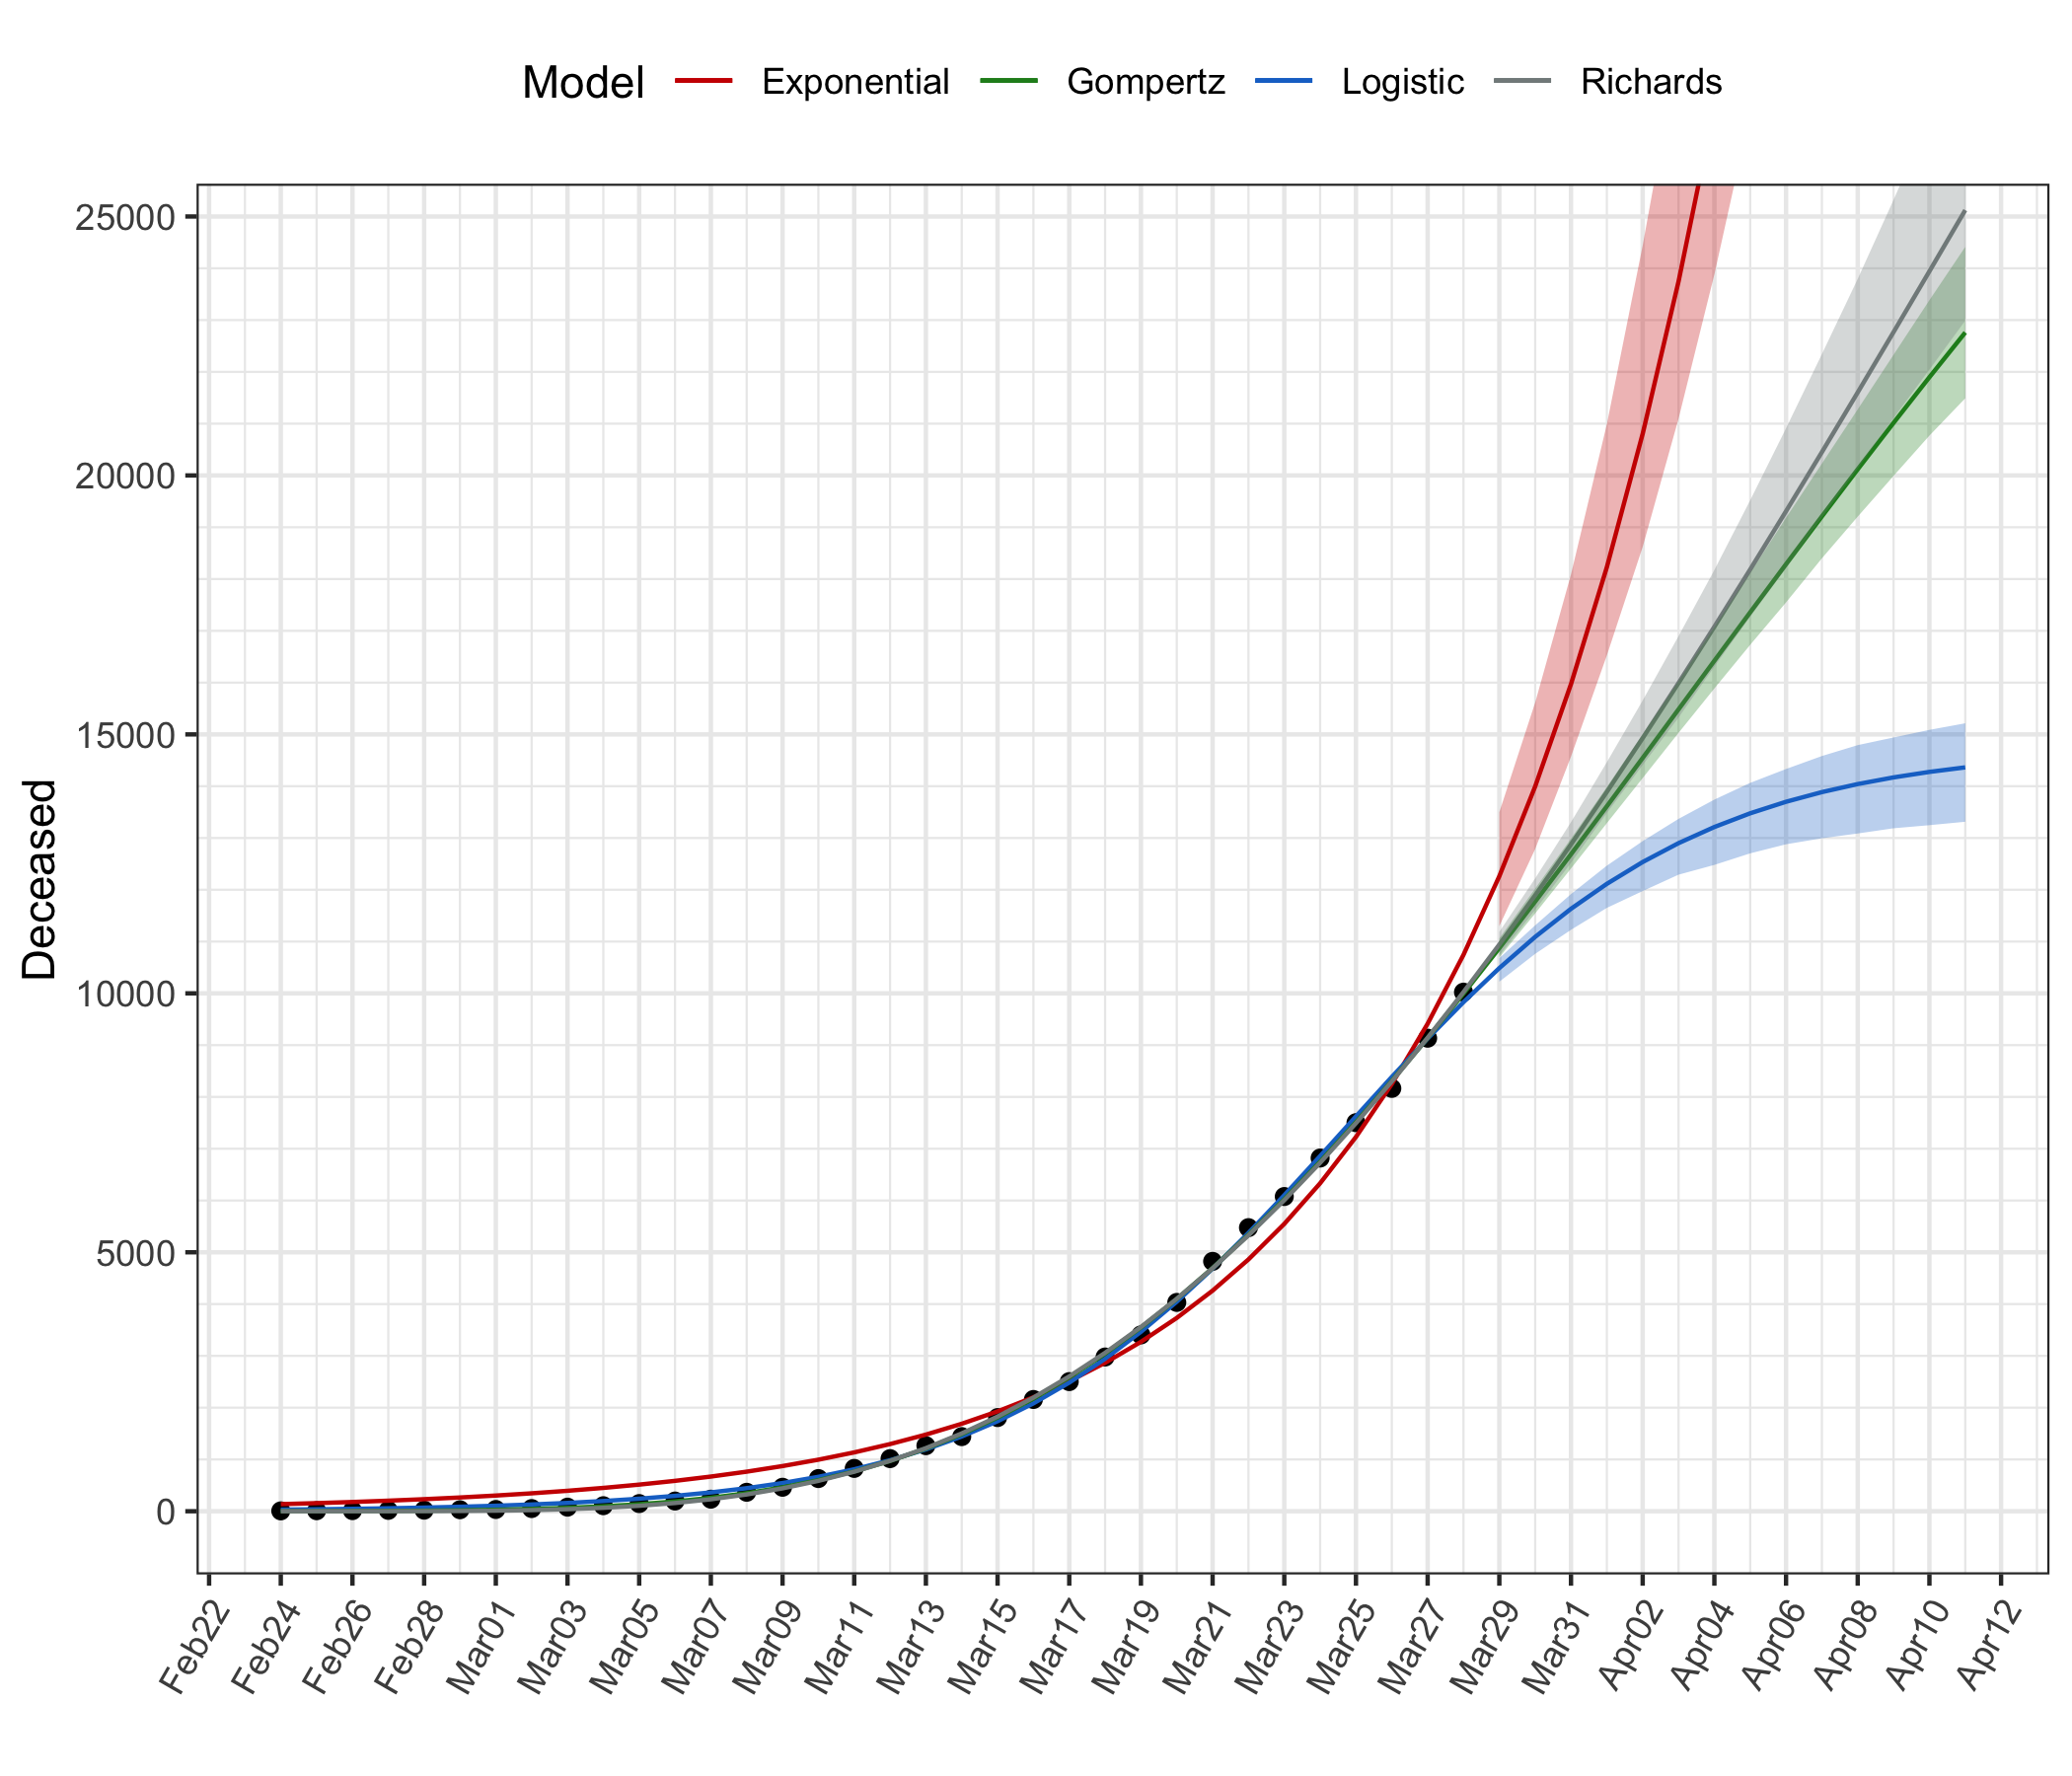 Model Exponential Gompertz Logistic Richards
25000
20000
15000
10000
5000
0
Deceased
Feb22 Feb24 Feb26 Feb28 Mar01 Mar03 Mar05 Mar07 Mar09 Mar11 Mar13 Mar15 Mar17 Mar19 Mar21 Mar23 Mar25 Mar27 Mar29 Mar31 Apr02 Apr04 Apr06 Apr08 Apr10 Apr12